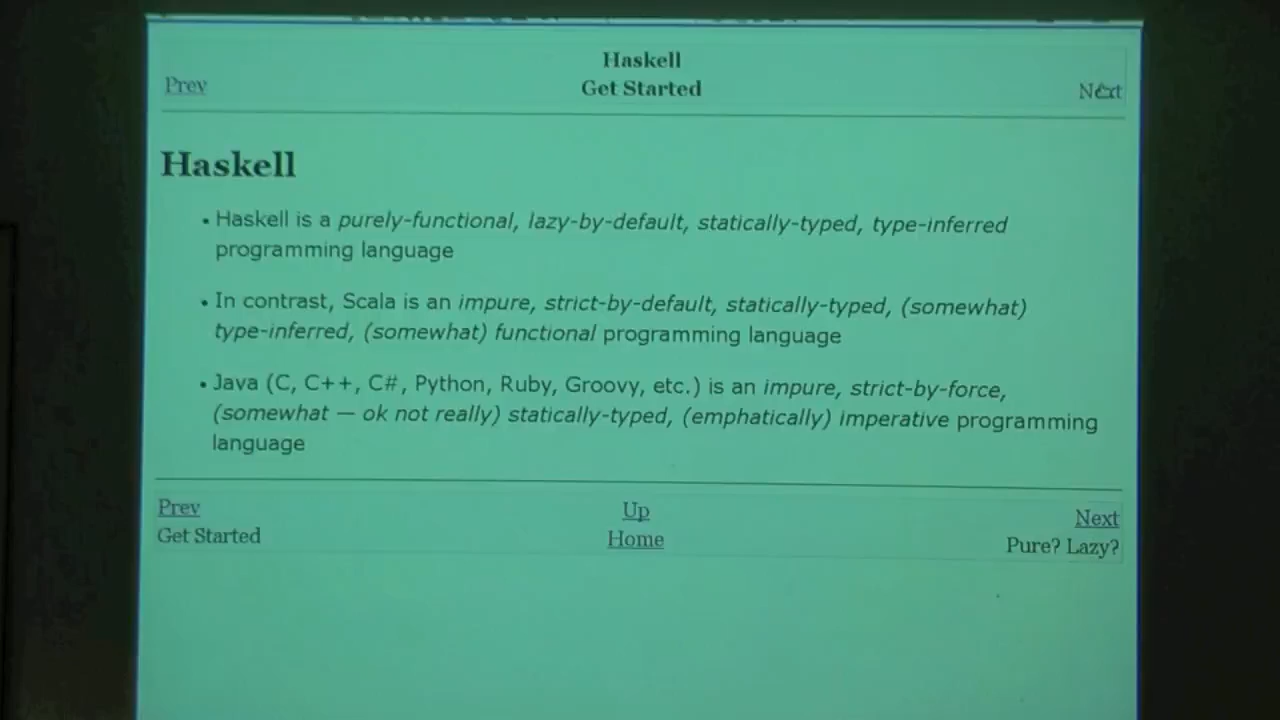 Haskell
Prev
Get Started
Next
Haskell
• Haskell is a purely-functional, lazy-by-default, statically-typed, type-inferred
programming language
• In contrast, Scala is an impure, strict-by-default, statically-typed, (somewhat)
type-inferred, (somewhat) functional programming language
• Java (C, C++, C#, Python, Ruby, Groovy, etc.) is an impure, strict-by-force,
(somewhat — ok not really) statically-typed, (emphatically) imperative programming
language
Prev
Up
Next
Get Started
Home
Pure? Lazy?